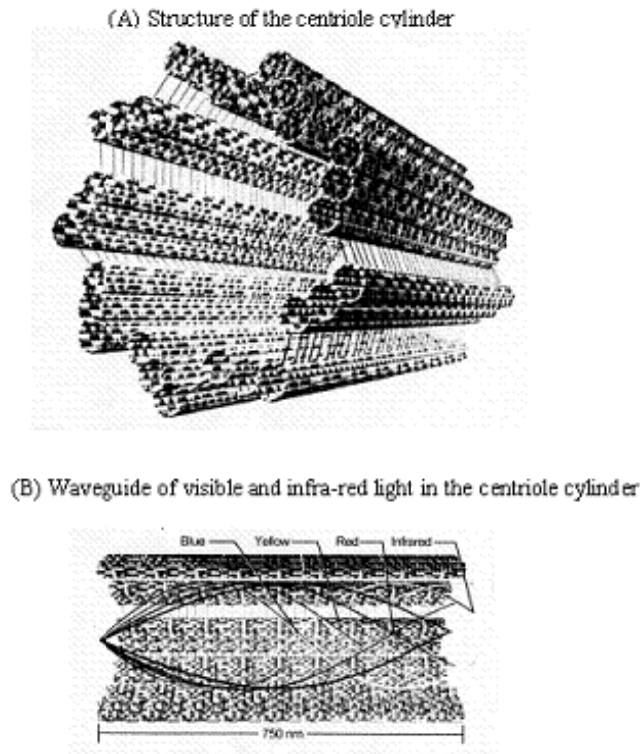 (A) Structure of the centriole cylinder
(B) Waveguide of visible and infra-red light in the centriole cylinder
Blue Yellow Red Infrared
750 nm